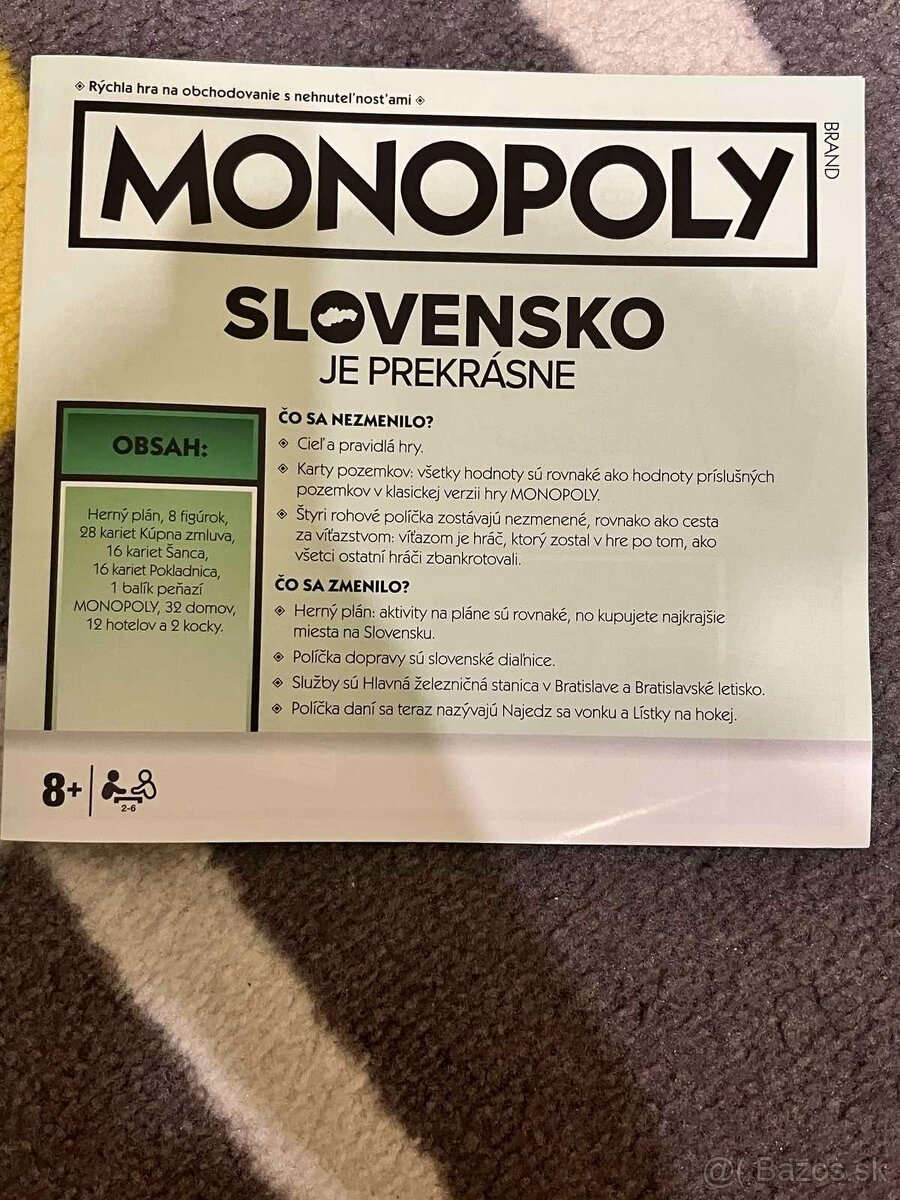 Rýchla hra na obchodovanie s nehnuteľnosťami
MONOPOLY
BRAND
SLOVENSKO
JE PREKRÁSNE
OBSAH:
Herný plán, 8 figúrok,
28 kariet Kúpna zmluva,
16 kariet Šanca,
16 kariet Pokladnica,
1 balík peňazí
MONOPOLY, 32 domov,
12 hotelov a 2 kocky.
ČO SA NEZMENILO?
Cieľ a pravidlá hry.
Karty pozemkov: všetky hodnoty sú rovnaké ako hodnoty príslušných
pozemkov v klasickej verzii hry MONOPOLY.
Štyri rohové políčka zostávajú nezmenené, rovnako ako cesta
za víťazstvom: víťazom je hráč, ktorý zostal v hre po tom, ako
všetci ostatní hráči zbankrotovali.
ČO SA ZMENILO?
Herný plán: aktivity na pláne sú rovnaké, no kupujete najkrajšie
miesta na Slovensku.
Políčka dopravy sú slovenské diaľnice.
Služby sú Hlavná železničná stanica v Bratislave a Bratislavské letisko.
Políčka daní sa teraz nazývajú Najedz sa vonku a Lístky na hokej.
8+
2-6
@( Bazos.sk